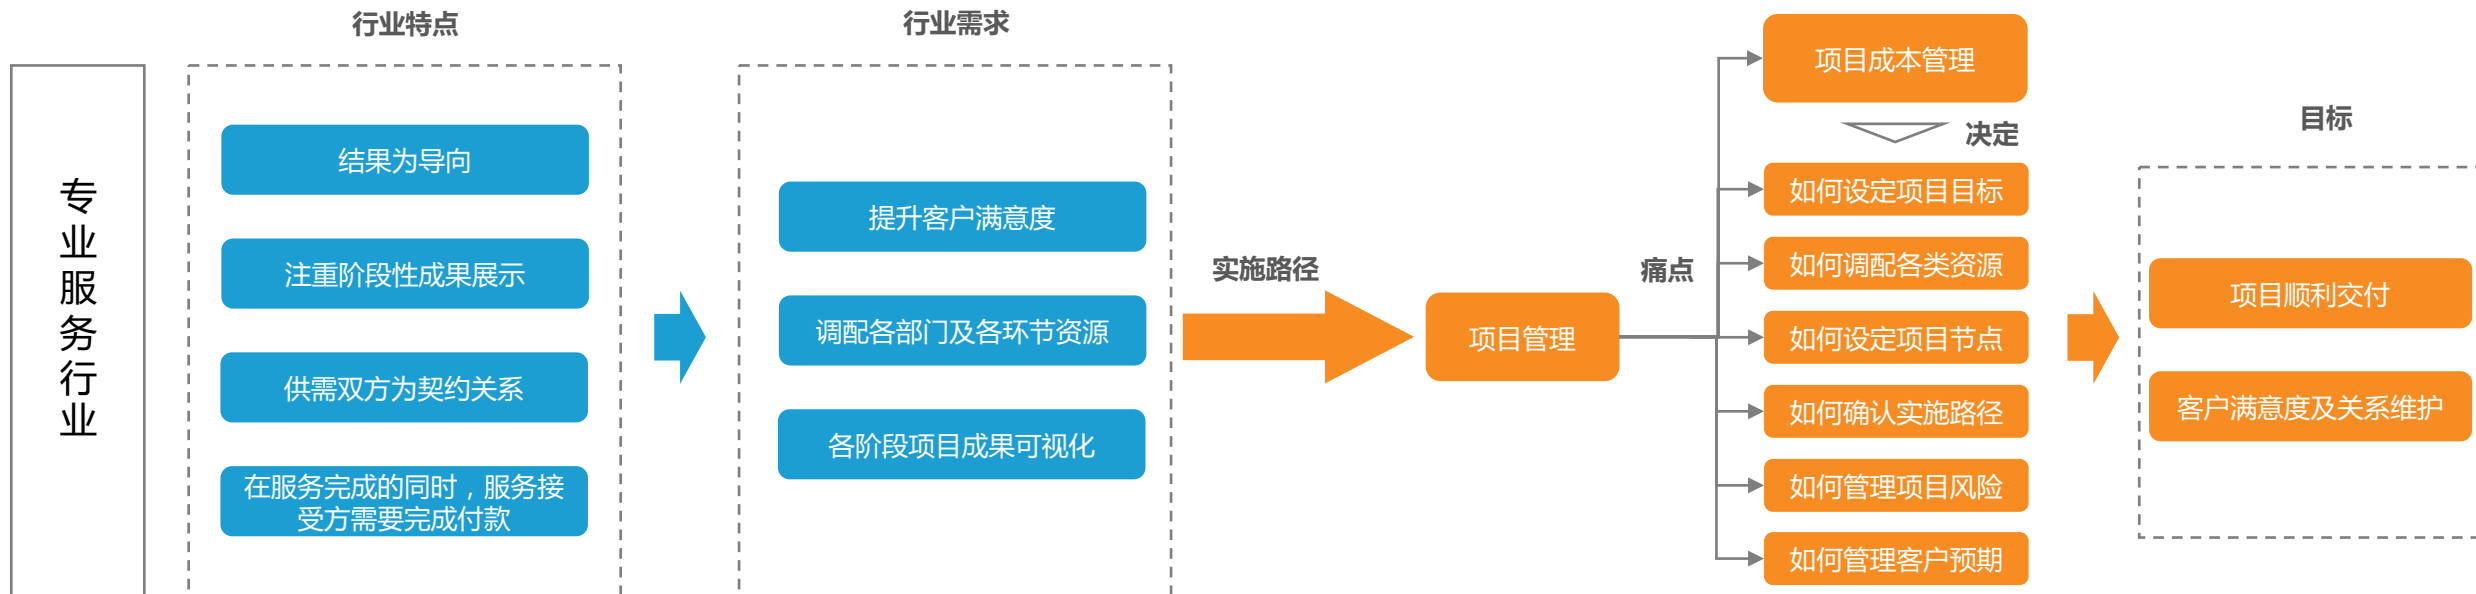 专业服务行业
行业特点
结果为导向
注重阶段性成果展示
供需双方为契约关系
在服务完成的同时，服务接
受方需要完成付款
行业需求
提升客户满意度
调配各部门及各环节资源
各阶段项目成果可视化
实施路径
项目管理
痛点
项目成本管理
决定
如何设定项目目标
如何调配各类资源
如何设定项目节点
如何确认实施路径
如何管理项目风险
如何管理客户预期
目标
项目顺利交付
客户满意度及关系维护